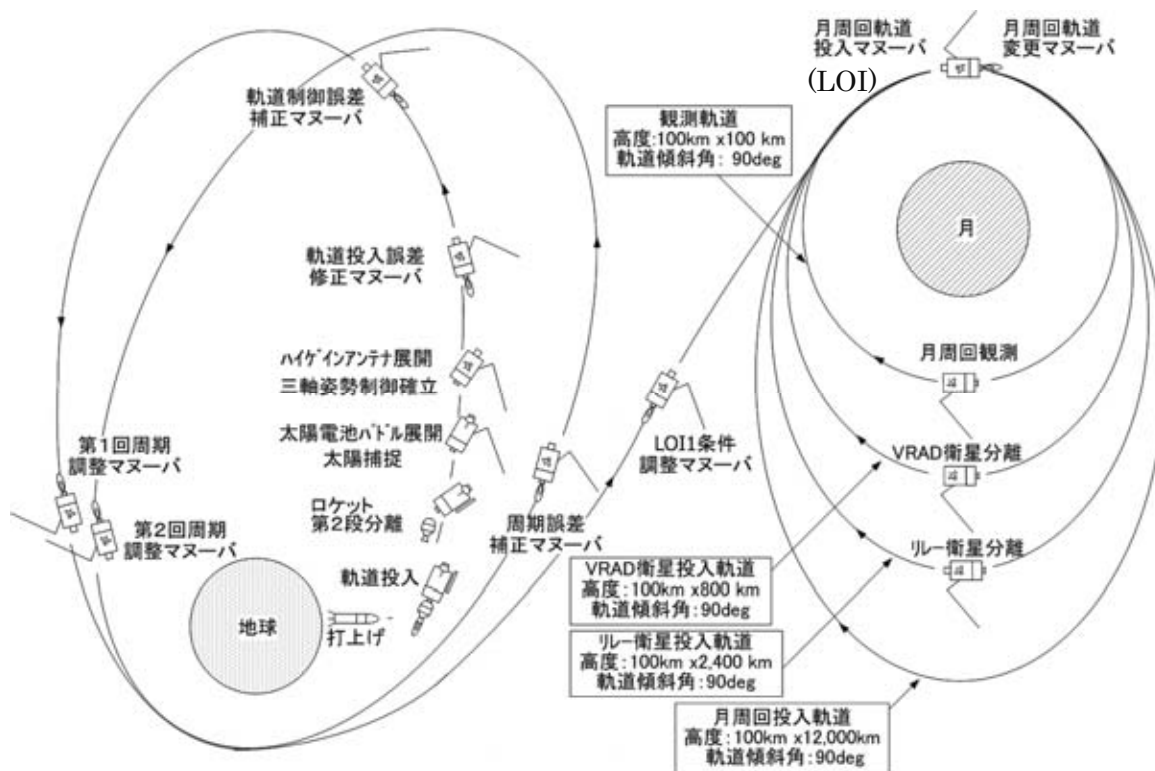 軌道制御誤差
補正マヌーバ
軌道投入誤差
修正マヌーバ
ﾊｲｹﾞｲﾝｱﾝﾃﾅ展開
三軸姿勢制御確立
太陽電池ﾊﾟﾄﾞﾙ展開
太陽捕捉
ロケット
第2段分離
軌道投入
打上げ
地球
第1回周期
調整マヌーバ
第2回周期
調整マヌーバ
周期誤差
補正マヌーバ
LOI1条件
調整マヌーバ
月周回軌道
投入マヌーバ
(LOI)
月周回軌道
変更マヌーバ
観測軌道
高度:100km x100 km
軌道傾斜角: 90deg
月
月周回観測
VRAD衛星分離
ﾘﾚｰ衛星分離
VRAD衛星投入軌道
高度:100km x800 km
軌道傾斜角:90deg
ﾘﾚｰ衛星投入軌道
高度:100km x2,400 km
軌道傾斜角:90deg
月周回投入軌道
高度:100km x12,000km
軌道傾斜角:90deg